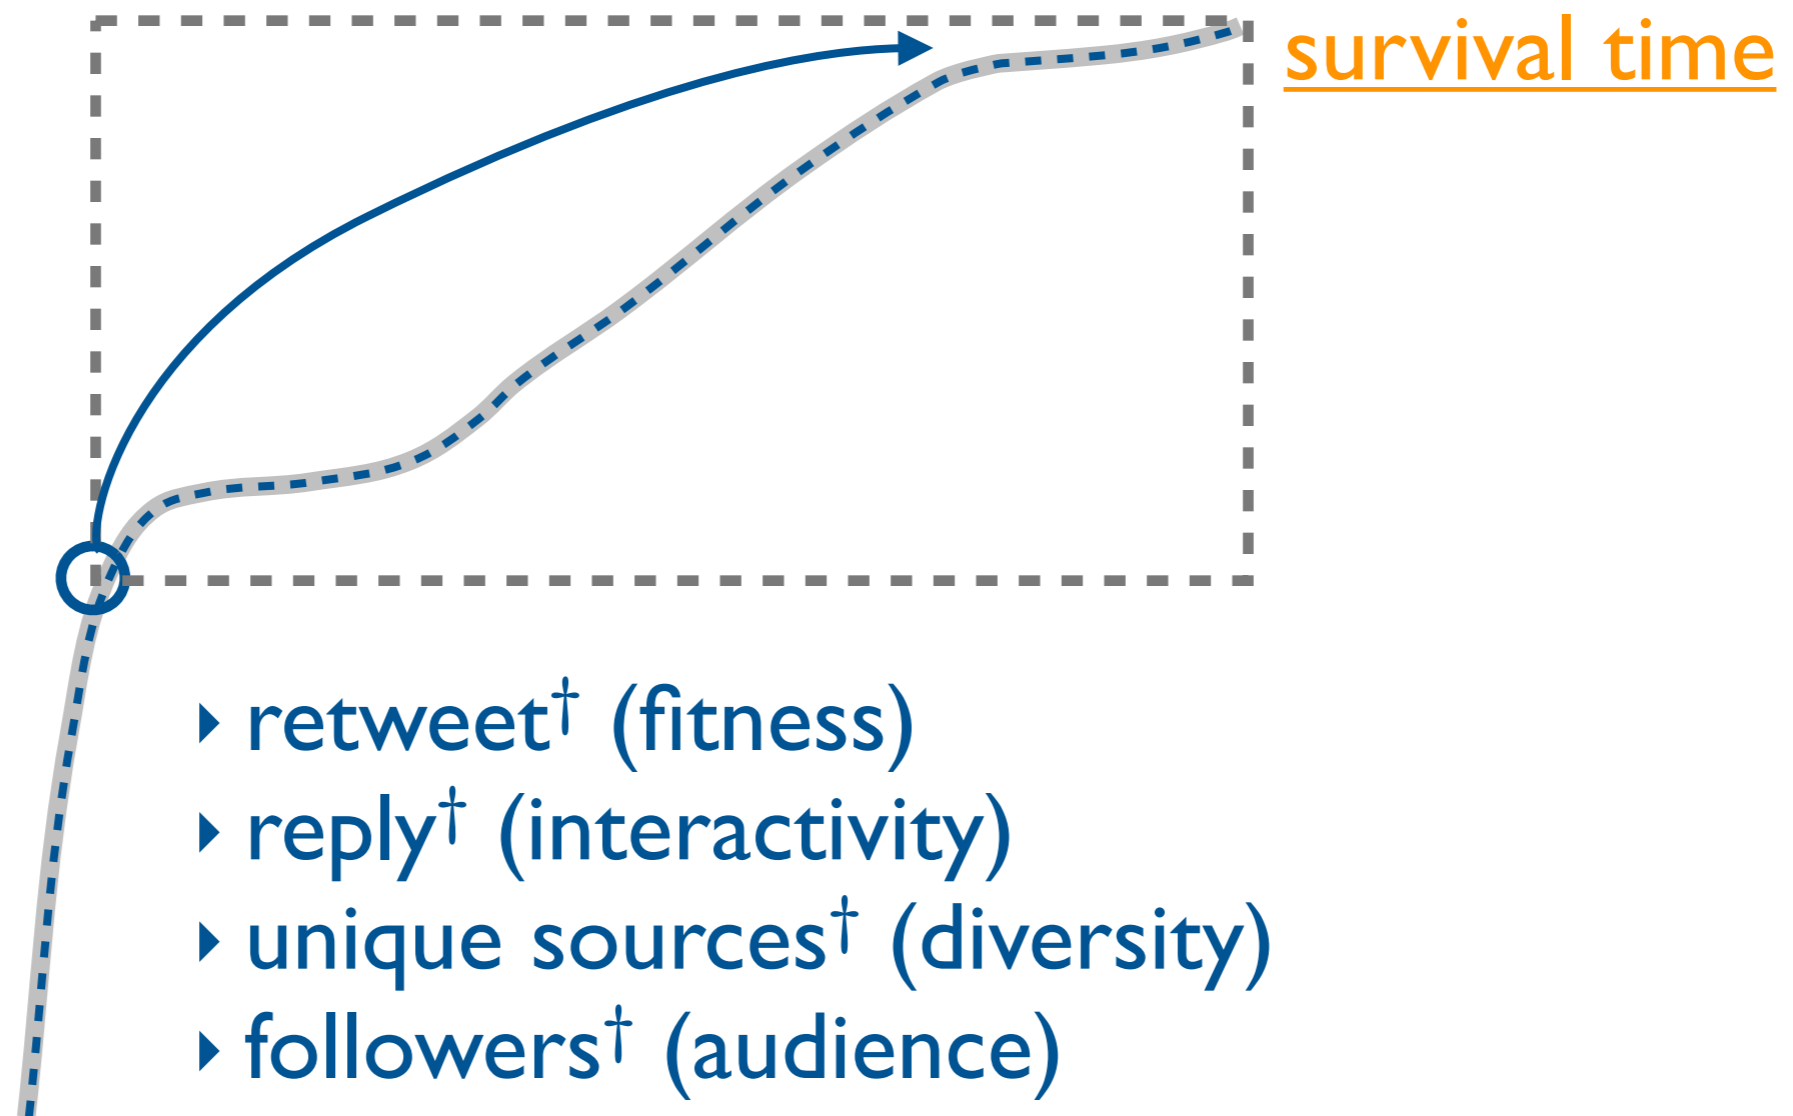 survival time
‣ retweet† (fitness)
‣ reply† (interactivity)
‣ unique sources† (diversity)
‣ followers† (audience)